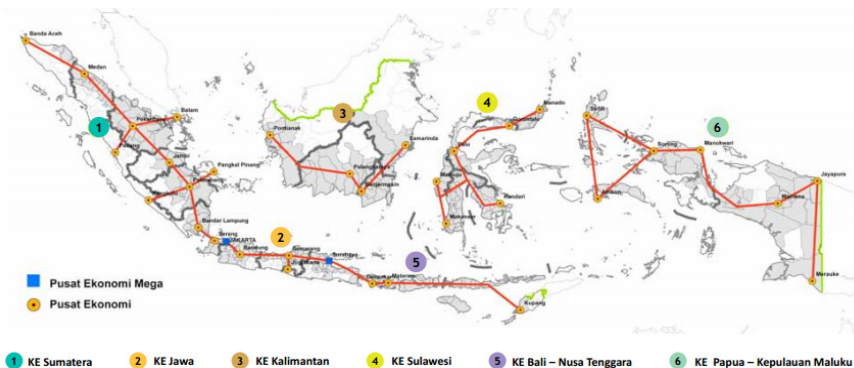 Banda Aceh
Medan
Pekanbaru
Batam
Padang
Jambi
Pangkal Pinang
Palembang
Bandar Lampung
Serang
JAKARTA
Bandung
Semarang
Surabaya
Pontianak
Palangkaraya
Banjarmasin
Samarinda
Manado
Gorontalo
Palu
Mamuju
Makassar
Kendari
Mataram
Kupang
Sofifi
Ambon
Sorong
Manokwari
Wamena
Jayapura
Merauke
1
2
3
4
5
6
Pusat Ekonomi Mega
Pusat Ekonomi
1 KE Sumatera
2 KE Jawa
3 KE Kalimantan
4 KE Sulawesi
5 KE Bali – Nusa Tenggara
6 KE Papua – Kepulauan Maluku